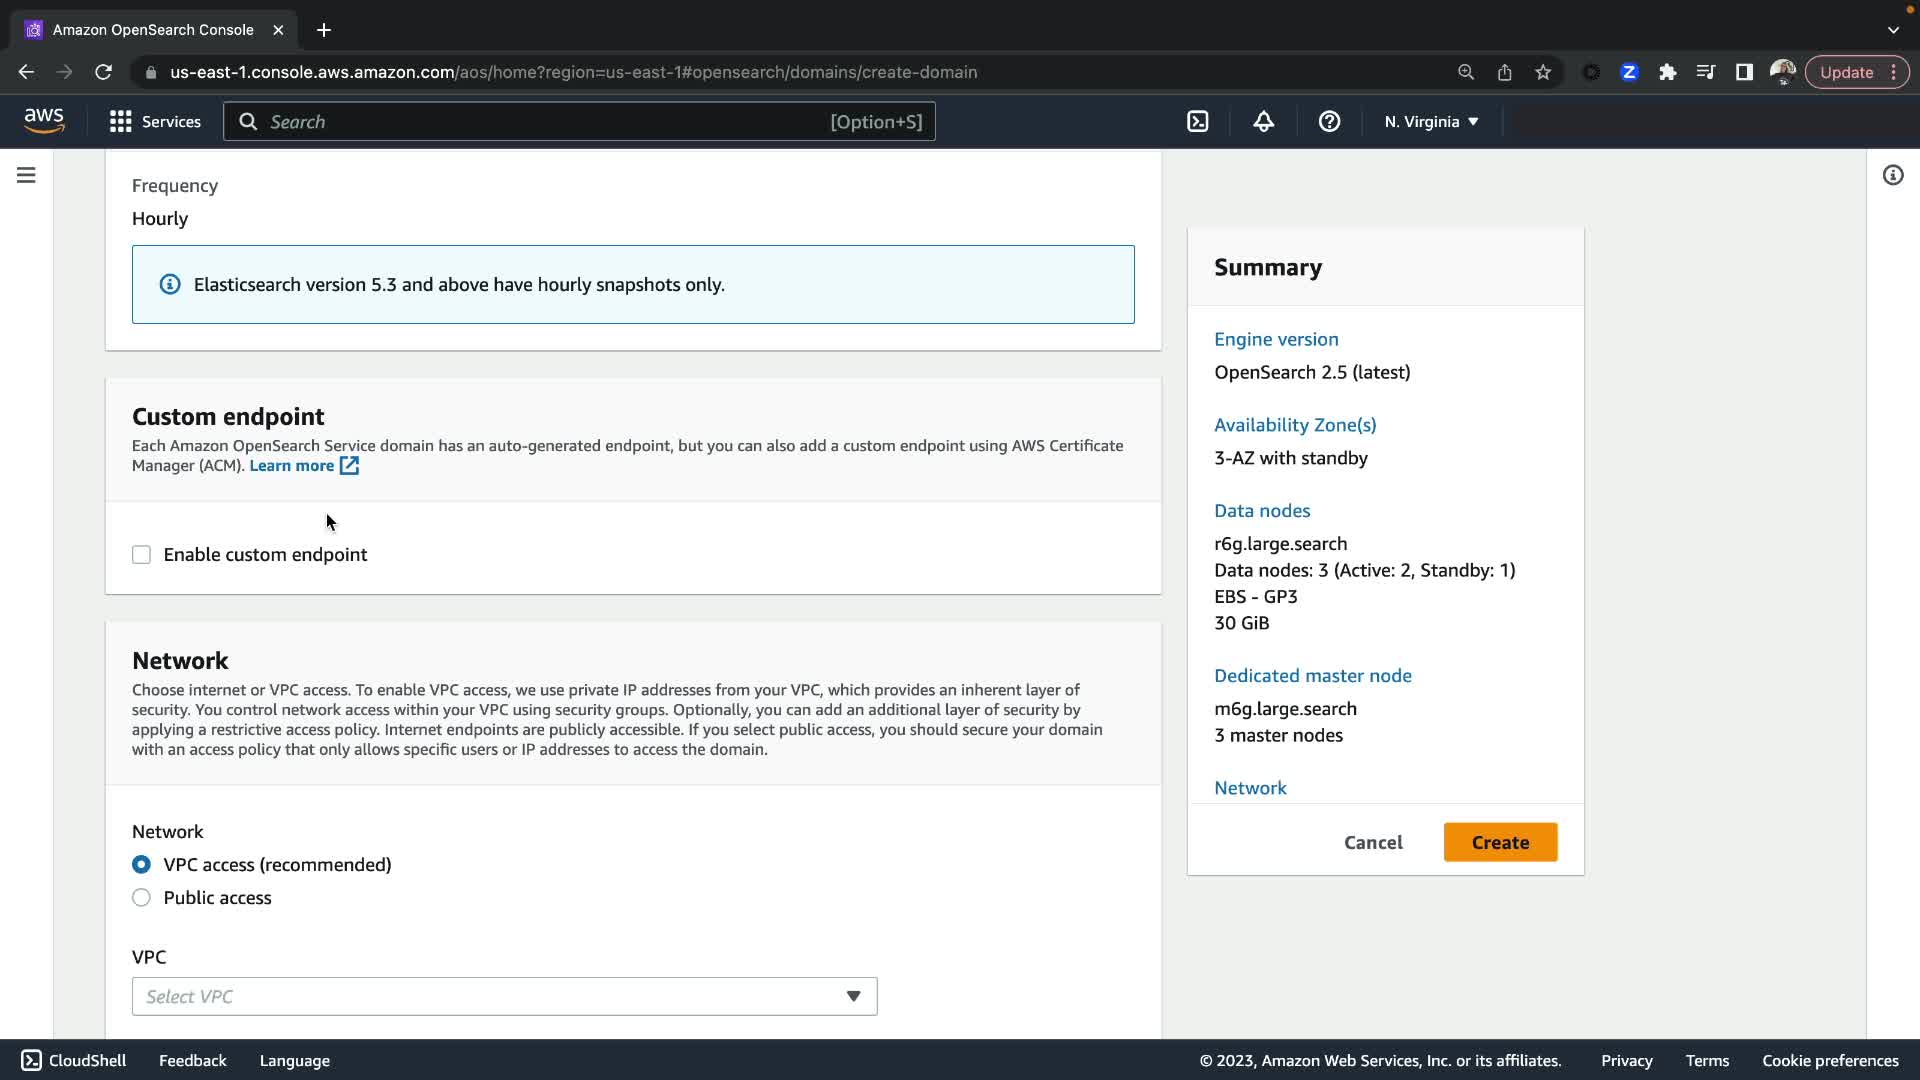 Amazon OpenSearch Console
us-east-1.console.aws.amazon.com/aos/home?region=us-east-1#opensearch/domains/create-domain
Z
Update
aws
Services
Search
[Option+S]
N. Virginia
Frequency
Hourly
Elasticsearch version 5.3 and above have hourly snapshots only.
Custom endpoint
Each Amazon OpenSearch Service domain has an auto-generated endpoint, but you can also add a custom endpoint using AWS Certificate
Manager (ACM). Learn more
Enable custom endpoint
Network
Choose internet or VPC access. To enable VPC access, we use private IP addresses from your VPC, which provides an inherent layer of
security. You control network access within your VPC using security groups. Optionally, you can add an additional layer of security by
applying a restrictive access policy. Internet endpoints are publicly accessible. If you select public access, you should secure your domain
with an access policy that only allows specific users or IP addresses to access the domain.
Network
VPC access (recommended)
Public access
VPC
Select VPC
Summary
Engine version
OpenSearch 2.5 (latest)
Availability Zone(s)
3-AZ with standby
Data nodes
r6g.large.search
Data nodes: 3 (Active: 2, Standby: 1)
EBS - GP3
30 GiB
Dedicated master node
m6g.large.search
3 master nodes
Network
Cancel
Create
CloudShell
Feedback
Language
© 2023, Amazon Web Services, Inc. or its affiliates.
Privacy
Terms
Cookie preferences